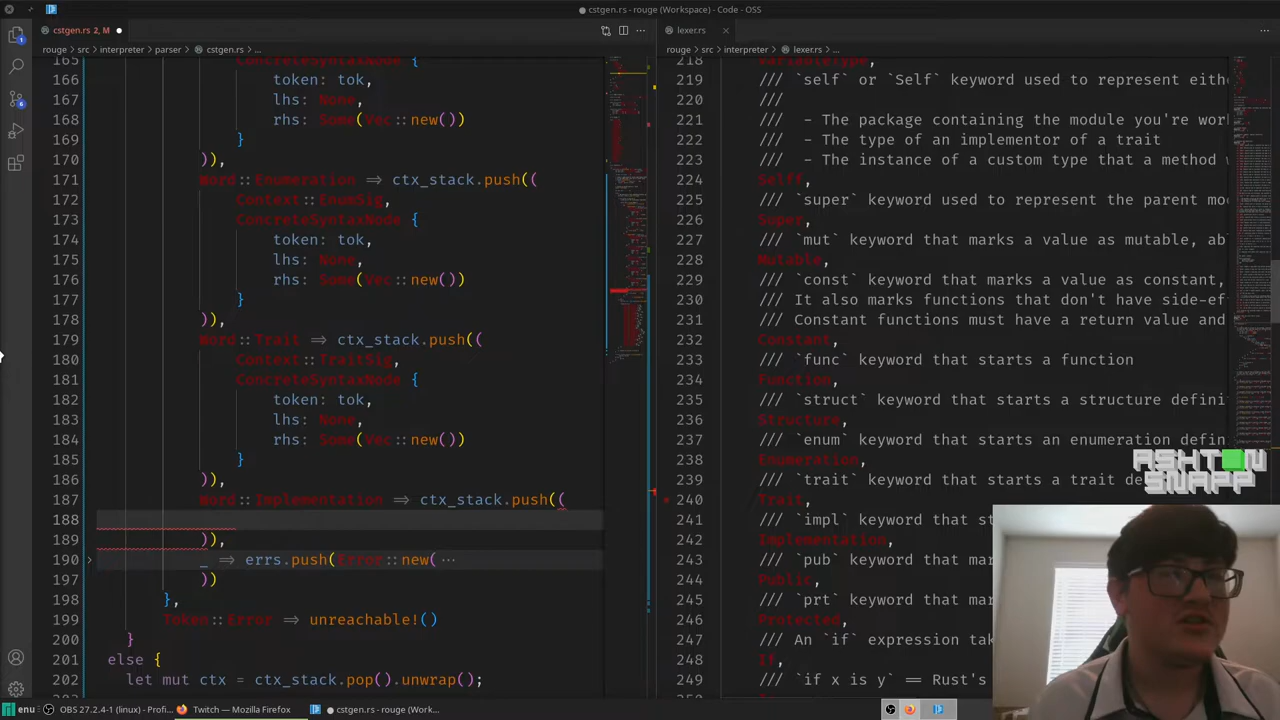 cstgen.rs - rouge (Workspace) - Code - OSS
cstgen.rs 2, M
rouge > src > interpreter > parser > cstgen.rs > ...
165 ConcreteSyntaxNode {
166 token: tok,
167 lhs: None,
168 rhs: Some(Vec::new())
169 }
170 )),
171 Word::Enumeration => ctx_stack.push((
172 Context::EnumSig,
173 ConcreteSyntaxNode {
174 token: tok,
175 lhs: None,
176 rhs: Some(Vec::new())
177 }
178 )),
179 Word::Trait => ctx_stack.push((
180 Context::TraitSig,
181 ConcreteSyntaxNode {
182 token: tok,
183 lhs: None,
184 rhs: Some(Vec::new())
185 }
186 )),
187 Word::Implementation => ctx_stack.push((
188
189 )),
190 _ => errs.push(Error::new( ...
197 ))
198 },
199 Token::Error => unreachable!()
200 }
201 else {
202 let mut ctx = ctx_stack.pop().unwrap();
lexer.rs
rouge > src > interpreter > lexer.rs > ...
218 VariableType,
219 /// `self` or `Self` keyword used to represent eith
220 ///
221 /// - The package containing the module you're wor
222 /// - The type of an implementor of a trait
223 /// - The instance of a custom type that a method
224 Selff,
225 /// `super` keyword used to represent the parent mo
226 Super,
227 /// `mut` keyword that marks a value as mutable, ab
228 Mutable,
229 /// `const` keyword that marks a value as constant.
230 /// It also marks functions that don't have side-ef
231 /// Constant functions must have a return value and
232 Constant,
233 /// `func` keyword that starts a function
234 Function,
235 /// `struct` keyword that starts a structure defini
236 Structure,
237 /// `enum` keyword that starts an enumeration defin
238 Enumeration,
239 /// `trait` keyword that starts a trait de
240 Trait,
241 /// `impl` keyword that st
242 Implementation,
243 /// `pub` keyword that mar
244 Public,
245 /// `prt` keyword that mar
246 Protected,
247 /// An `if` expression tak
248 If,
249 /// `if x is y` == Rust's
ASHTON
SNAPP
Menu
OBS 27.2.4-1 (linux) - Profi...
Twitch — Mozilla Firefox
cstgen.rs - rouge (Work...